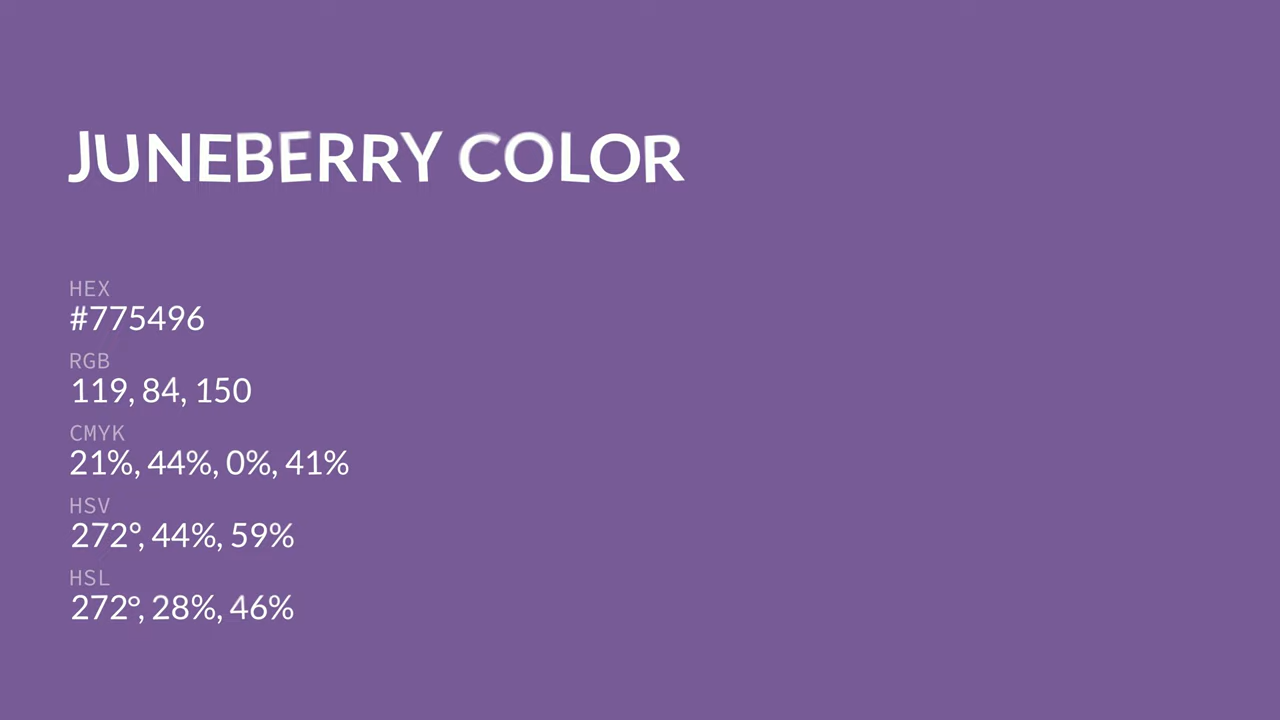 JUNEBERRY COLOR
HEX
#775496
RGB
119, 84, 150
CMYK
21%, 44%, 0%, 41%
HSV
272°, 44%, 59%
HSL
272°, 28%, 46%